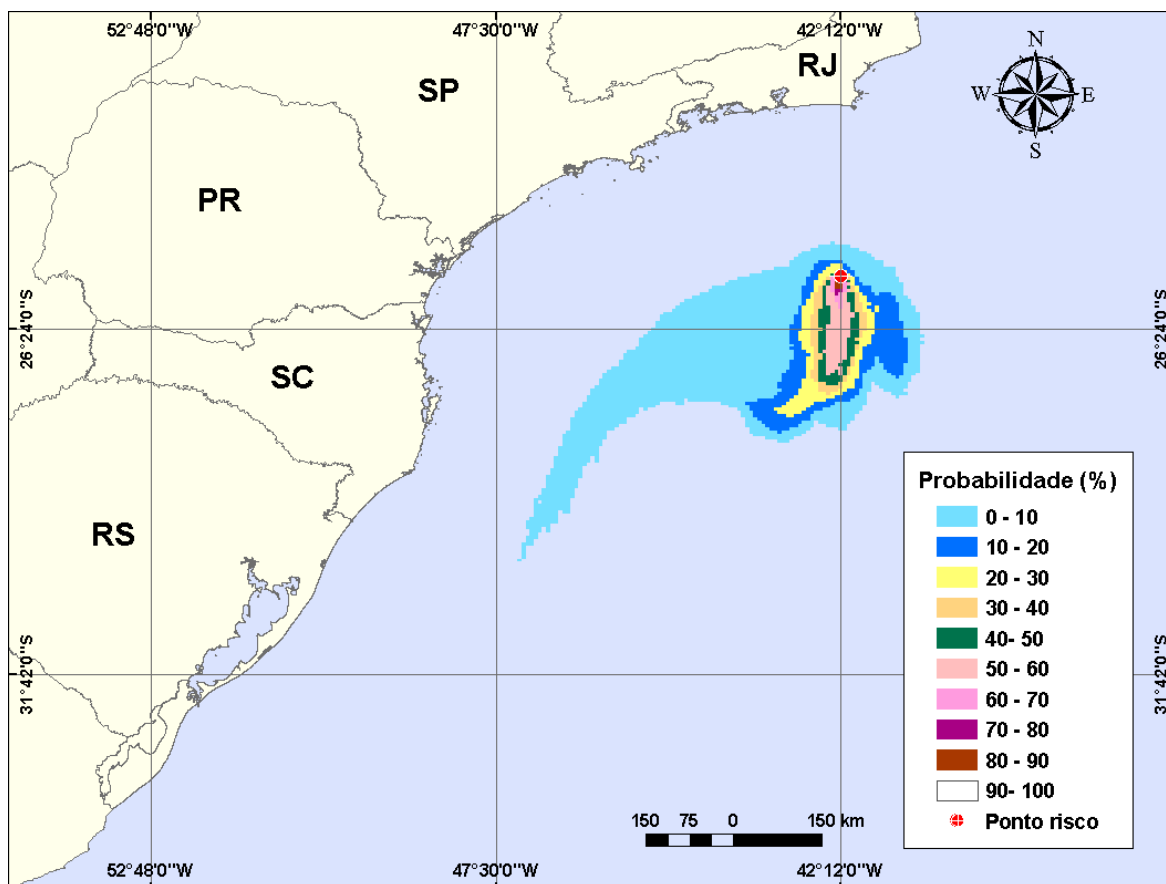 52°48'0"W 47°30'0"W 42°12'0"W
RJ
SP
N
W E
S
PR
26°24'0"S 26°24'0"S
SC
RS
31°42'0"S 31°42'0"S
Probabilidade (%)
0 - 10
10 - 20
20 - 30
30 - 40
40- 50
50 - 60
60 - 70
70 - 80
80 - 90
90- 100
Ponto risco
150 75 0 150 km
52°48'0"W 47°30'0"W 42°12'0"W